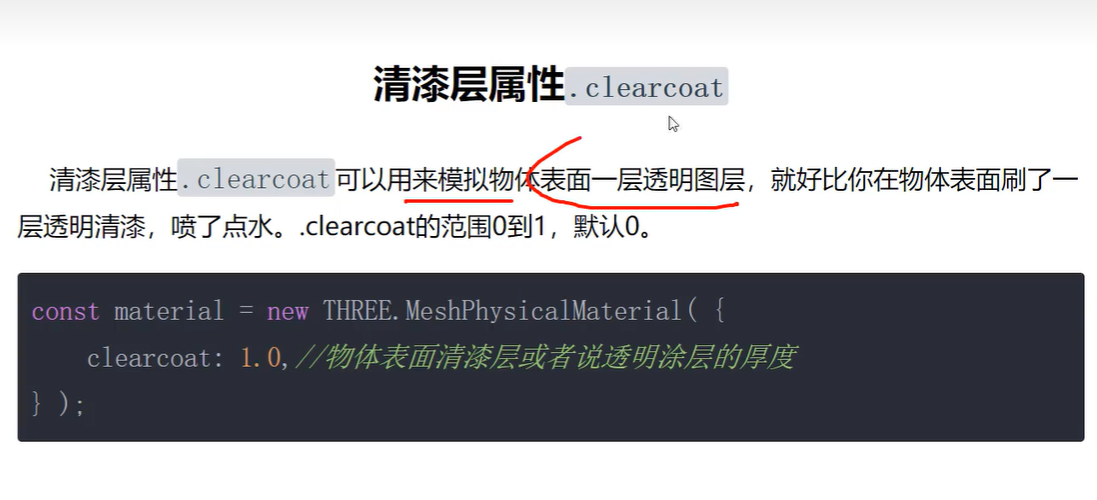 清漆层属性.clearcoat
清漆层属性.clearcoat可以用来模拟物体表面一层透明图层，就好比你在物体表面刷了一
层透明清漆，喷了点水。.clearcoat的范围0到1，默认0。
const material = new THREE.MeshPhysicalMaterial( {
    clearcoat: 1.0,//物体表面清漆层或者说透明涂层的厚度
} );